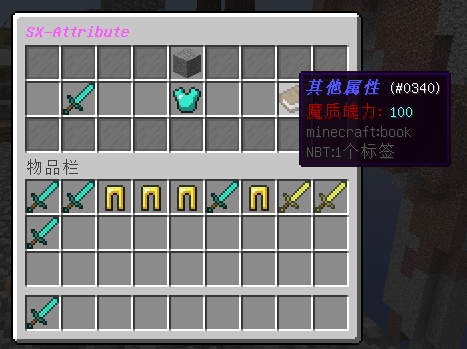 SX-Attribute
其他属性 (#0340)
魔质魄力: 100
minecraft:book
NBT:1个标签
物品栏